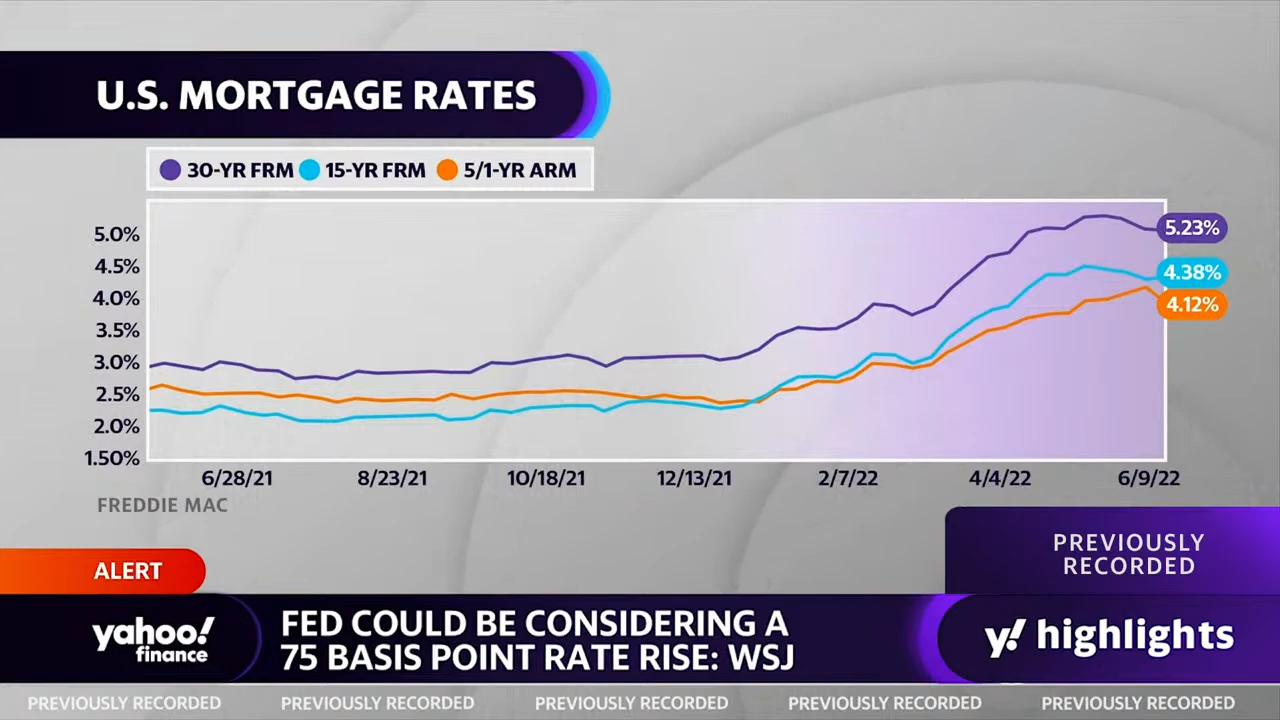 U.S. MORTGAGE RATES
30-YR FRM 15-YR FRM 5/1-YR ARM
5.0%
4.5%
4.0%
3.5%
3.0%
2.5%
2.0%
1.50%
5.23%
4.38%
4.12%
6/28/21 8/23/21 10/18/21 12/13/21 2/7/22 4/4/22 6/9/22
FREDDIE MAC
PREVIOUSLY
RECORDED
ALERT
yahoo!
finance
FED COULD BE CONSIDERING A
75 BASIS POINT RATE RISE: WSJ
y! highlights
PREVIOUSLY RECORDED PREVIOUSLY RECORDED PREVIOUSLY RECORDED PREVIOUSLY RECORDED PREVIOUSLY RECORDED